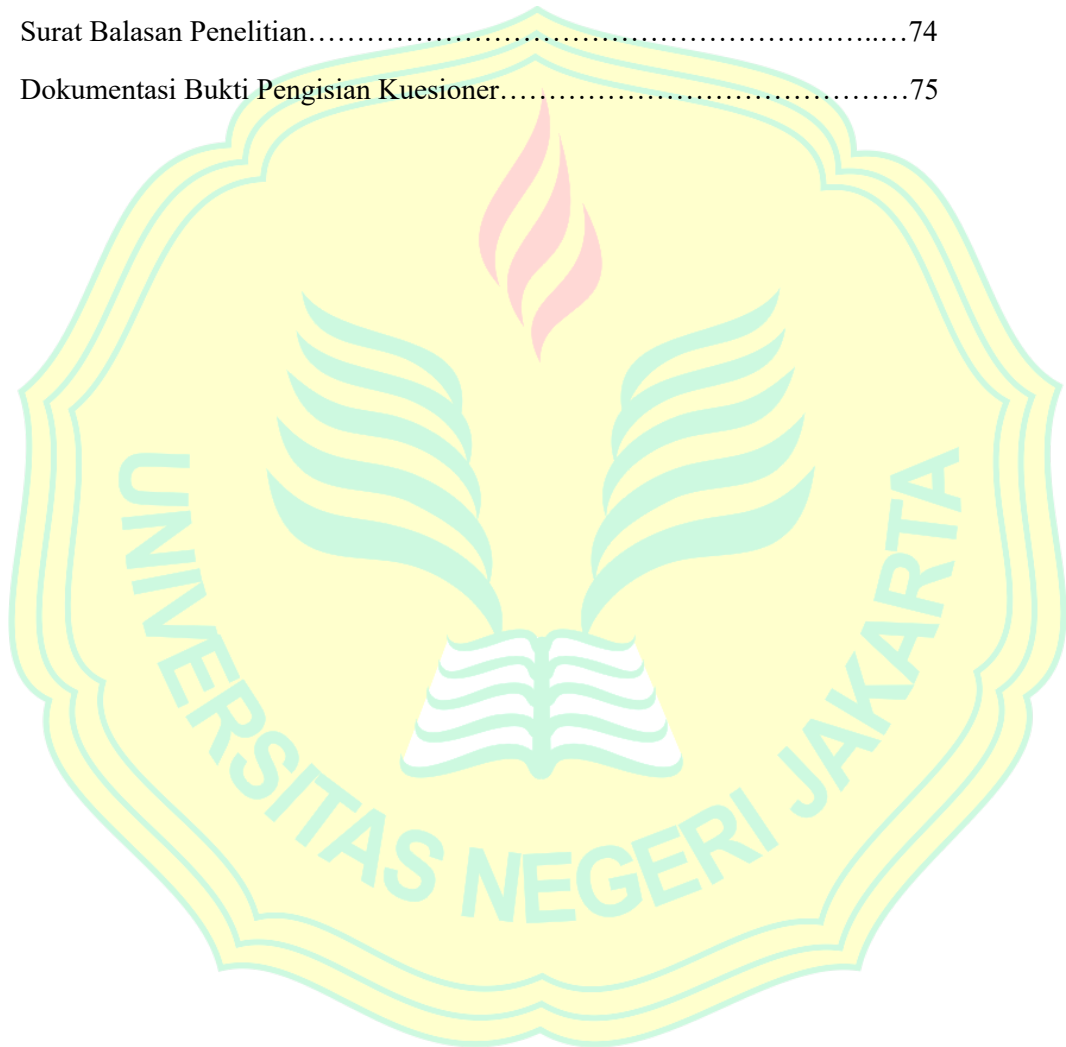 Surat Balasan Penelitian…………………………………………………..…74
Dokumentasi Bukti Pengisian Kuesioner……………………………………75
UNIVERSITAS NEGERI JAKARTA